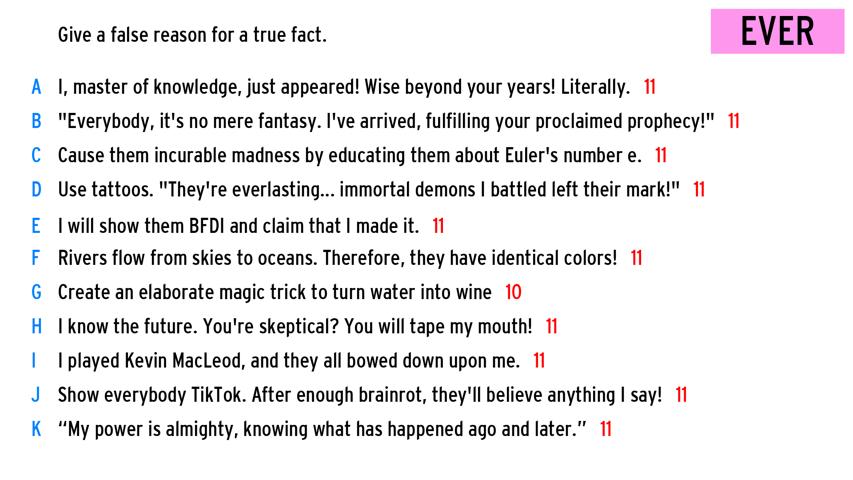 Give a false reason for a true fact.
EVER
A I, master of knowledge, just appeared! Wise beyond your years! Literally. 11
B "Everybody, it's no mere fantasy. I've arrived, fulfilling your proclaimed prophecy!" 11
C Cause them incurable madness by educating them about Euler's number e. 11
D Use tattoos. "They're everlasting... immortal demons I battled left their mark!" 11
E I will show them BFDI and claim that I made it. 11
F Rivers flow from skies to oceans. Therefore, they have identical colors! 11
G Create an elaborate magic trick to turn water into wine 10
H I know the future. You're skeptical? You will tape my mouth! 11
I I played Kevin MacLeod, and they all bowed down upon me. 11
J Show everybody TikTok. After enough brainrot, they'll believe anything I say! 11
K “My power is almighty, knowing what has happened ago and later.” 11